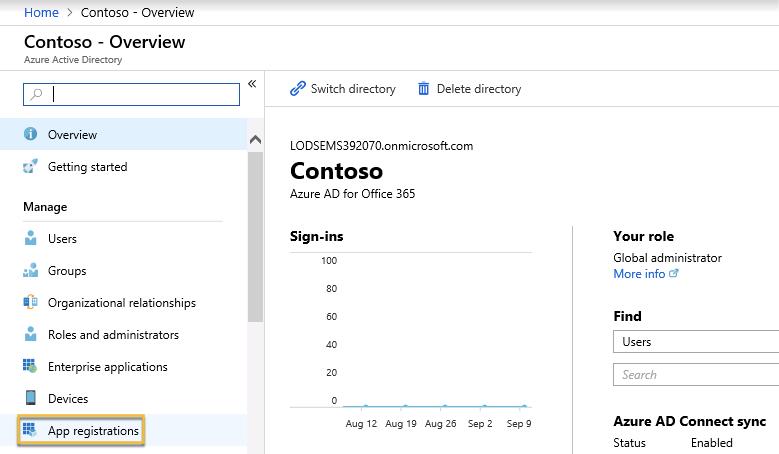 Home > Contoso - Overview
Contoso - Overview
Azure Active Directory
«
Switch directory
Delete directory
Overview
Getting started
Manage
Users
Groups
Organizational relationships
Roles and administrators
Enterprise applications
Devices
App registrations
LODSEMS392070.onmicrosoft.com
Contoso
Azure AD for Office 365
Sign-ins
100
80
60
40
20
0
Aug 12 Aug 19 Aug 26 Sep 2 Sep 9
Your role
Global administrator
More info
Find
Users
Search
Azure AD Connect sync
Status Enabled